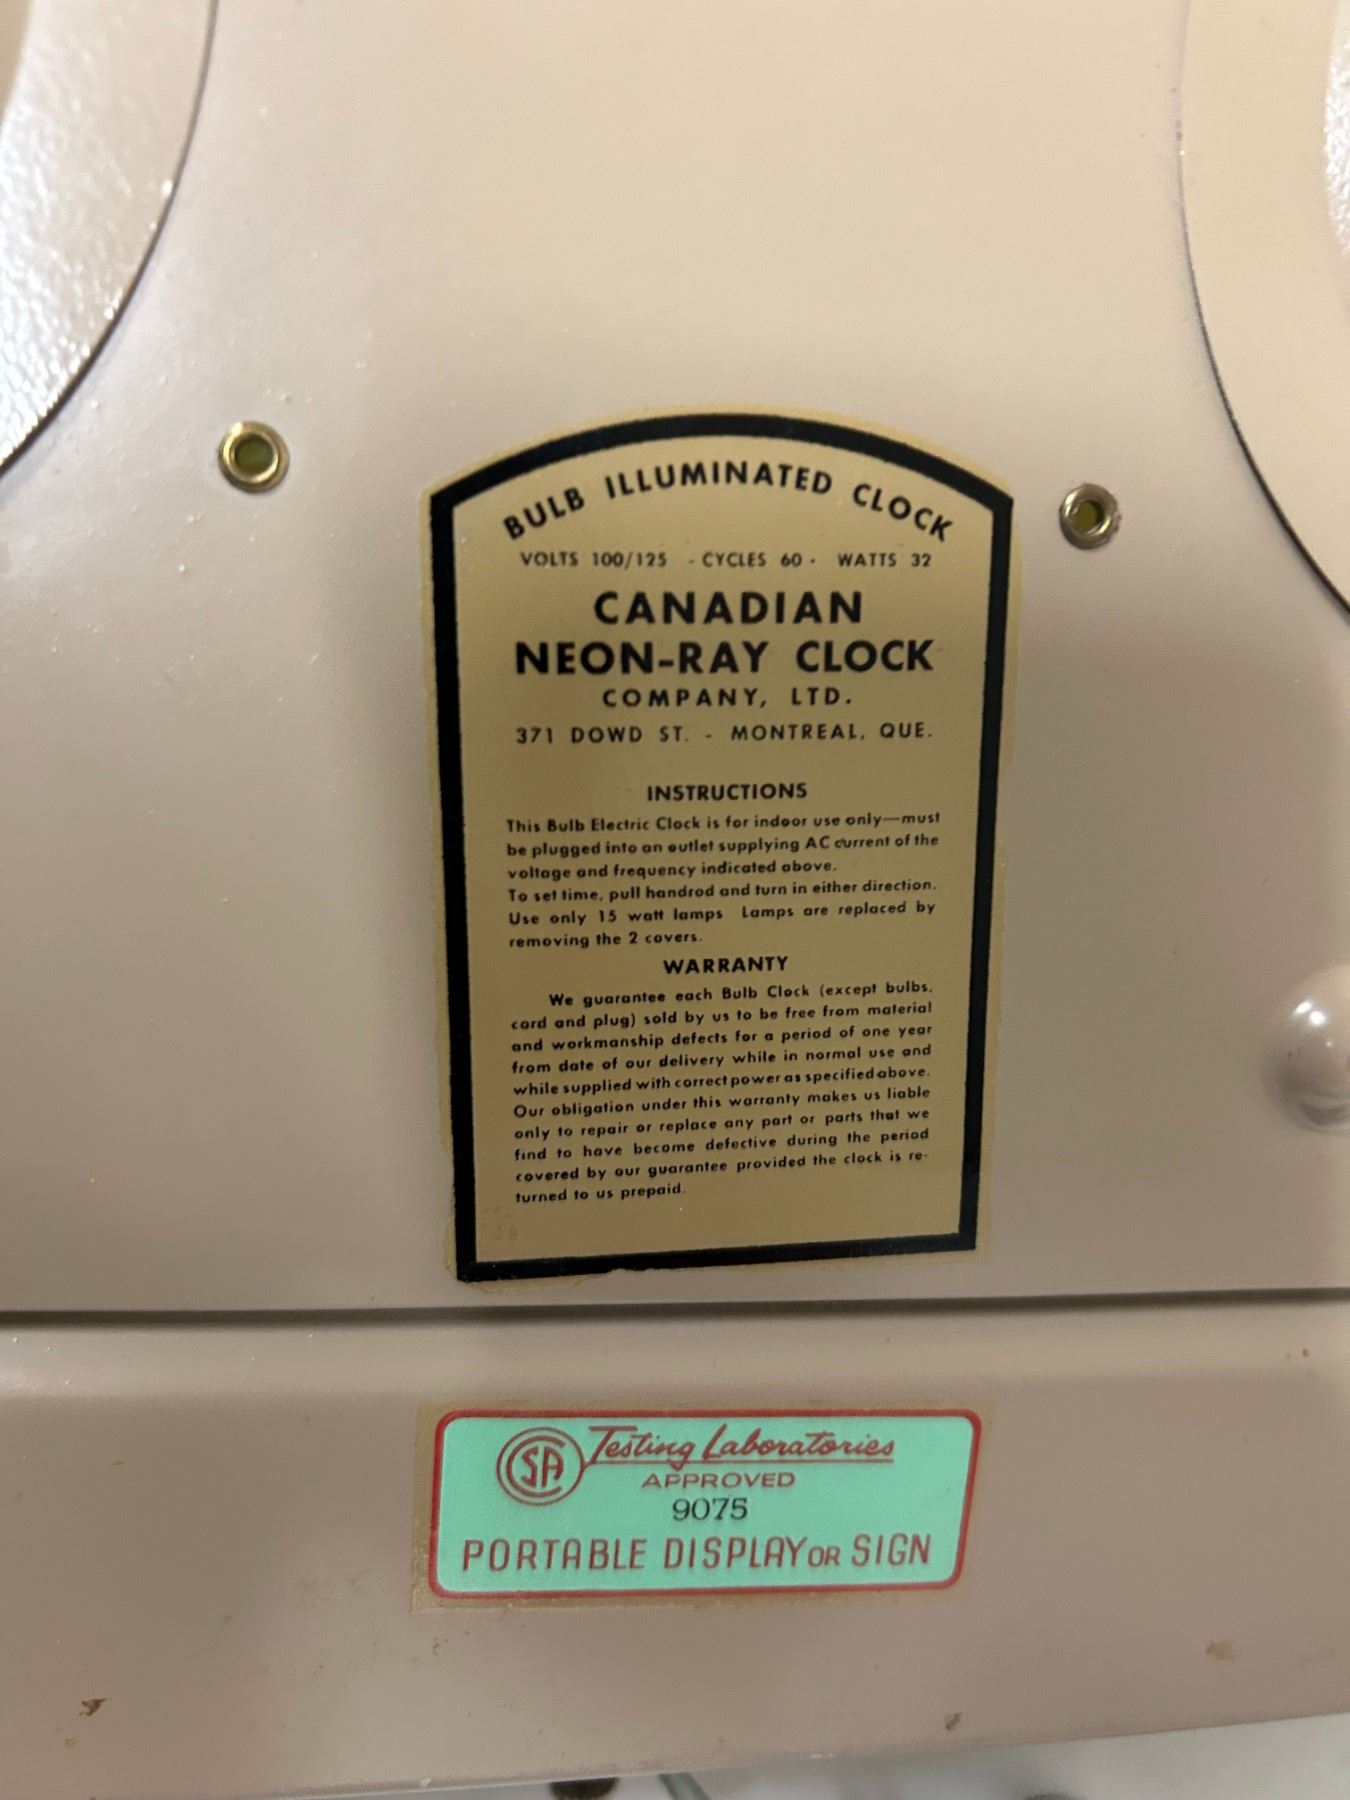 BULB ILLUMINATED CLOCK
VOLTS 100/125 - CYCLES 60 - WATTS 32
CANADIAN
NEON-RAY CLOCK
COMPANY, LTD.
371 DOWD ST. - MONTREAL, QUE.
INSTRUCTIONS
This Bulb Electric Clock is for indoor use only—must
be plugged into an outlet supplying AC current of the
voltage and frequency indicated above.
To set time, pull handrod and turn in either direction.
Use only 15 watt lamps Lamps are replaced by
removing the 2 covers.
WARRANTY
We guarantee each Bulb Clock (except bulbs,
cord and plug) sold by us to be free from material
and workmanship defects for a period of one year
from date of our delivery while in normal use and
while supplied with correct power as specified above.
Our obligation under this warranty makes us liable
only to repair or replace any part or parts that we
find to have become defective during the period
covered by our guarantee provided the clock is re-
turned to us prepaid.
CSA Testing Laboratories
APPROVED
9075
PORTABLE DISPLAY OR SIGN